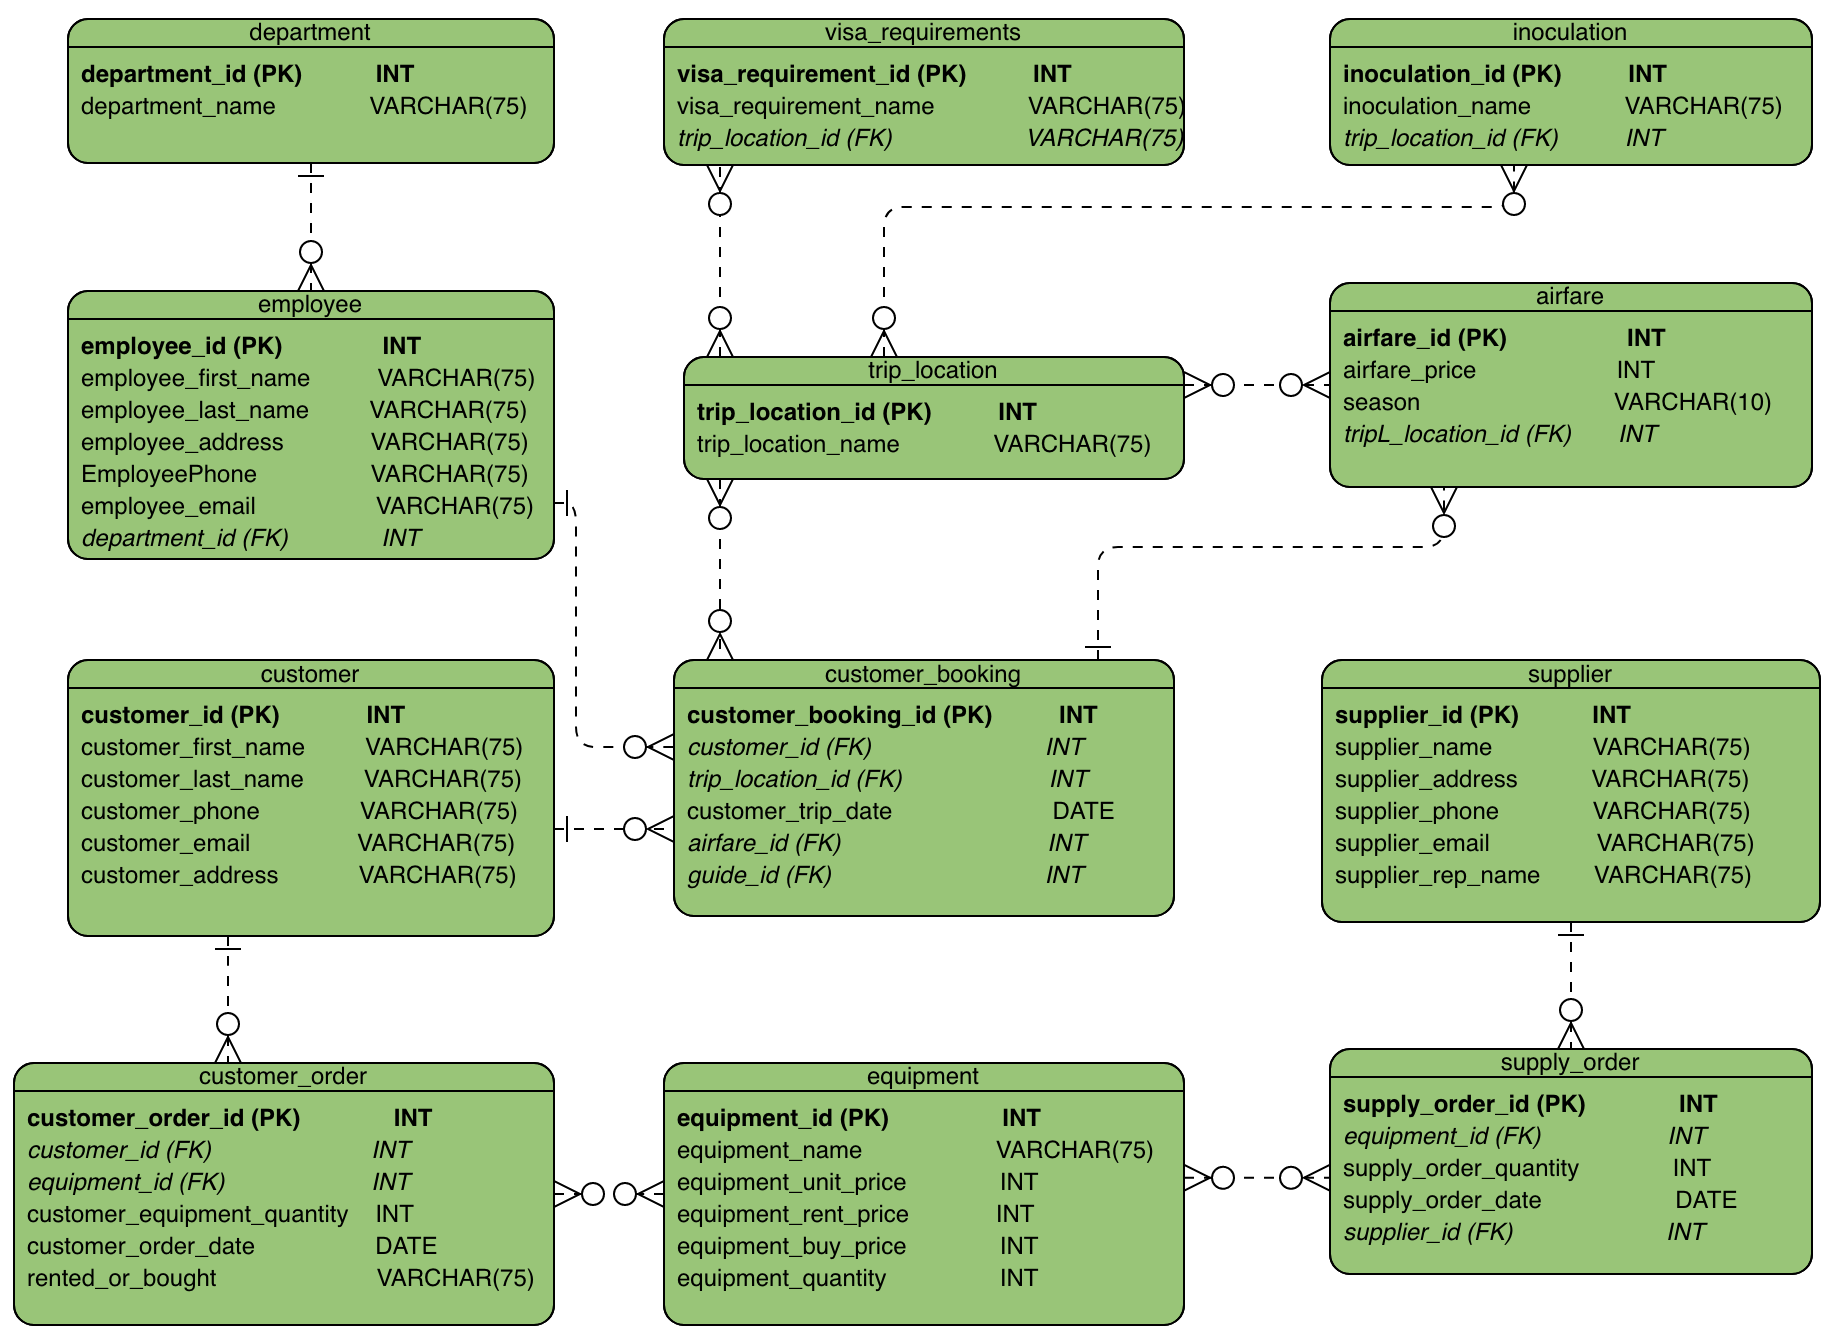 department
department_id (PK) INT
department_name VARCHAR(75)
visa_requirements
visa_requirement_id (PK) INT
visa_requirement_name VARCHAR(75)
trip_location_id (FK) VARCHAR(75)
inoculation
inoculation_id (PK) INT
inoculation_name VARCHAR(75)
trip_location_id (FK) INT
employee
employee_id (PK) INT
employee_first_name VARCHAR(75)
employee_last_name VARCHAR(75)
employee_address VARCHAR(75)
EmployeePhone VARCHAR(75)
employee_email VARCHAR(75)
department_id (FK) INT
trip_location
trip_location_id (PK) INT
trip_location_name VARCHAR(75)
airfare
airfare_id (PK) INT
airfare_price INT
season VARCHAR(10)
tripL_location_id (FK) INT
customer
customer_id (PK) INT
customer_first_name VARCHAR(75)
customer_last_name VARCHAR(75)
customer_phone VARCHAR(75)
customer_email VARCHAR(75)
customer_address VARCHAR(75)
customer_booking
customer_booking_id (PK) INT
customer_id (FK) INT
trip_location_id (FK) INT
customer_trip_date DATE
airfare_id (FK) INT
guide_id (FK) INT
supplier
supplier_id (PK) INT
supplier_name VARCHAR(75)
supplier_address VARCHAR(75)
supplier_phone VARCHAR(75)
supplier_email VARCHAR(75)
supplier_rep_name VARCHAR(75)
customer_order
customer_order_id (PK) INT
customer_id (FK) INT
equipment_id (FK) INT
customer_equipment_quantity INT
customer_order_date DATE
rented_or_bought VARCHAR(75)
equipment
equipment_id (PK) INT
equipment_name VARCHAR(75)
equipment_unit_price INT
equipment_rent_price INT
equipment_buy_price INT
equipment_quantity INT
supply_order
supply_order_id (PK) INT
equipment_id (FK) INT
supply_order_quantity INT
supply_order_date DATE
supplier_id (FK) INT